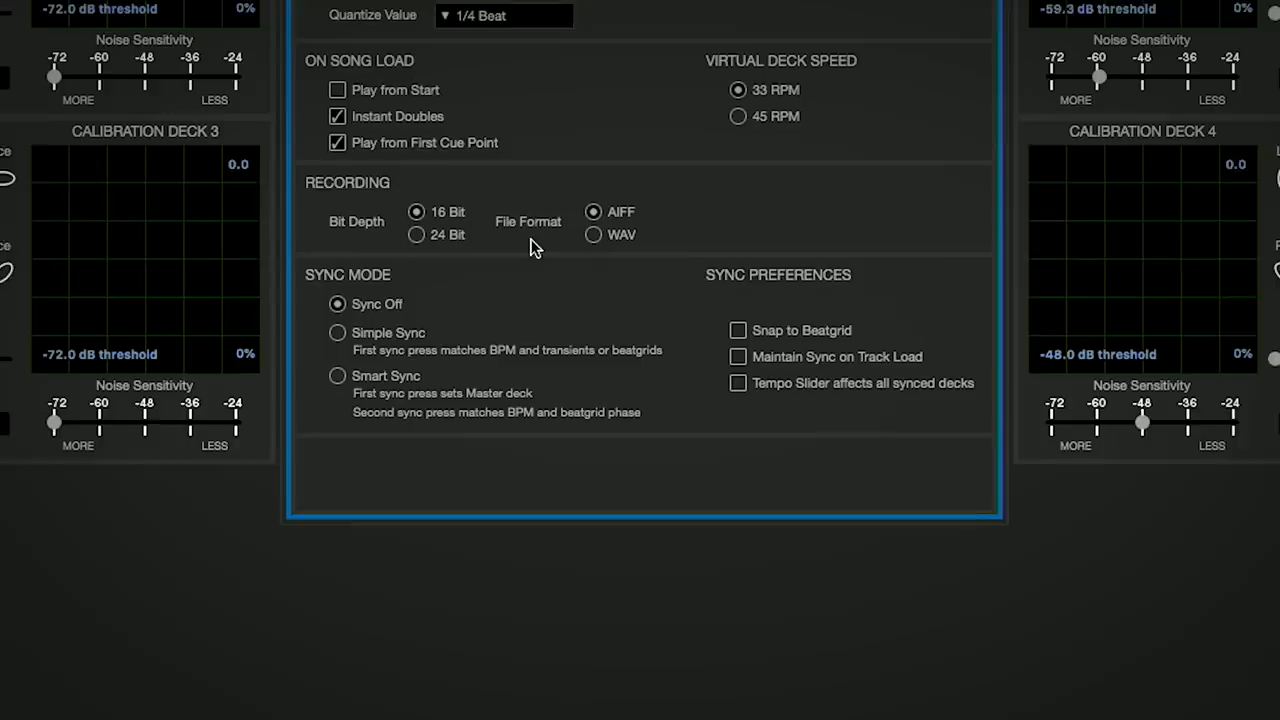 -72.0 dB threshold 0%
Noise Sensitivity
-72 -60 -48 -36 -24
MORE LESS
CALIBRATION DECK 3
0.0
-72.0 dB threshold 0%
Noise Sensitivity
-72 -60 -48 -36 -24
MORE LESS
Quantize Value ▼ 1/4 Beat
ON SONG LOAD
Play from Start
Instant Doubles
Play from First Cue Point
VIRTUAL DECK SPEED
33 RPM
45 RPM
RECORDING
Bit Depth
16 Bit
24 Bit
File Format
AIFF
WAV
SYNC MODE
Sync Off
Simple Sync
First sync press matches BPM and transients or beatgrids
Smart Sync
First sync press sets Master deck
Second sync press matches BPM and beatgrid phase
SYNC PREFERENCES
Snap to Beatgrid
Maintain Sync on Track Load
Tempo Slider affects all synced decks
-59.3 dB threshold 0%
Noise Sensitivity
-72 -60 -48 -36 -24
MORE LESS
CALIBRATION DECK 4
0.0
-48.0 dB threshold 0%
Noise Sensitivity
-72 -60 -48 -36 -24
MORE LESS